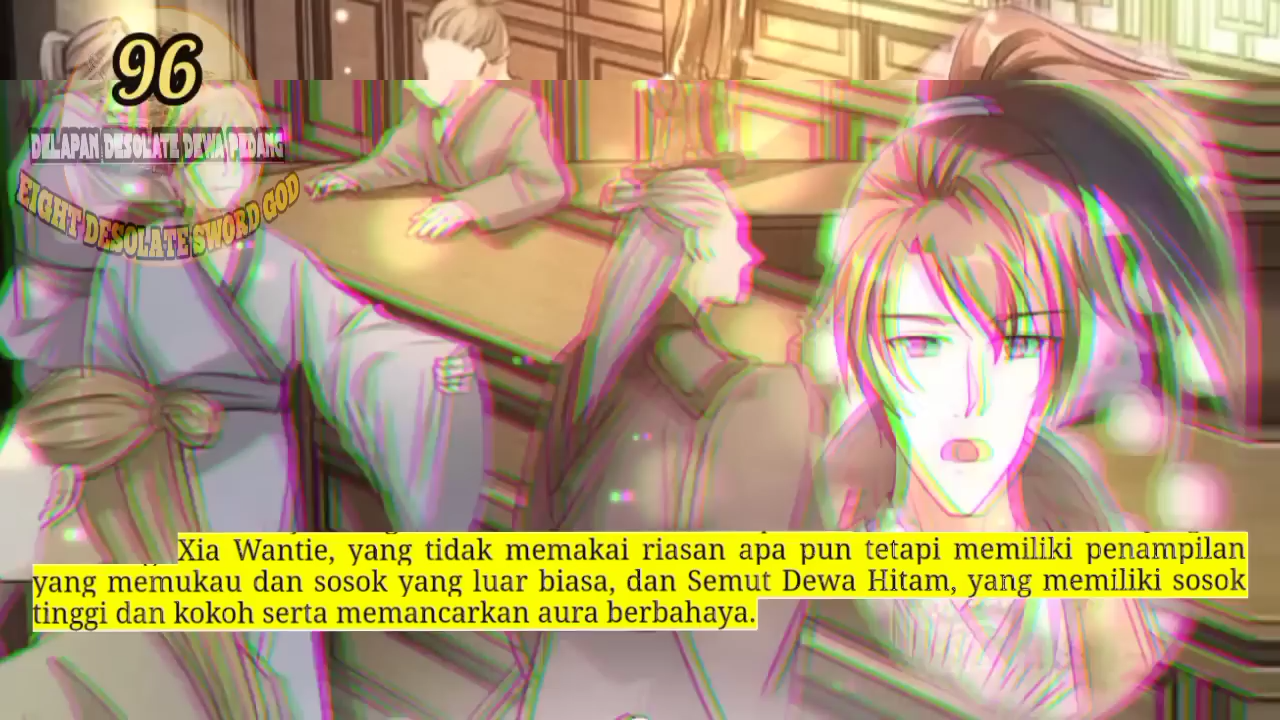 96
DELAPAN DESOLATE DEWA PEDANG
EIGHT DESOLATE SWORD GOD
Xia Wantie, yang tidak memakai riasan apa pun tetapi memiliki penampilan
yang memukau dan sosok yang luar biasa, dan Semut Dewa Hitam, yang memiliki sosok
tinggi dan kokoh serta memancarkan aura berbahaya.